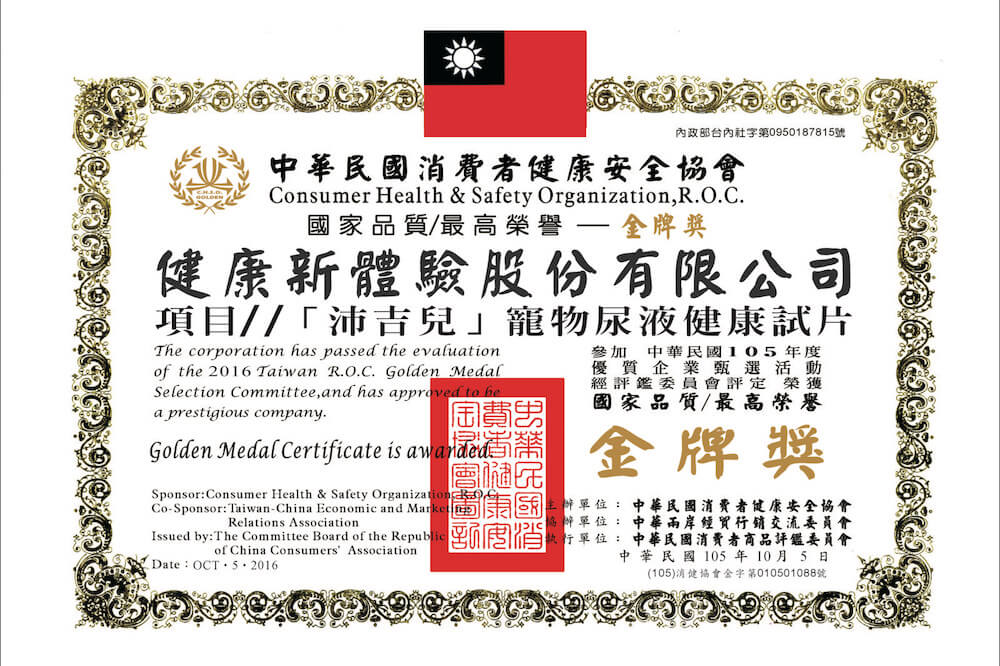 內政部台內社字第0950187815號
C.H.S.O.
GOLDEN
中華民國消費者健康安全協會
Consumer Health & Safety Organization,R.O.C.
國家品質/最高榮譽 — 金牌獎
健康新體驗股份有限公司
項目//「沛吉兒」寵物尿液健康試片
The corporation has passed the evaluation
of the 2016 Taiwan R.O.C. Golden Medal
Selection Committee,and has approved to be
a prestigious company.
Golden Medal Certificate is awarded.
參加 中華民國105年度
優質企業甄選活動
經評鑑委員會評定 榮獲
國家品質/最高榮譽
金牌獎
Sponsor:Consumer Health & Safety Organization,R.O.C.
Co-Sponsor:Taiwan-China Economic and Marketing
Relations Association
Issued by:The Committee Board of the Republic
of China Consumers' Association
Date:OCT‧5‧2016
主辦單位：中華民國消費者健康安全協會
協辦單位：中華兩岸經貿行銷交流委員會
執行單位：中華民國消費者商品評鑑委員會
中華民國105年10月5日
(105)消健協會金字第010501088號